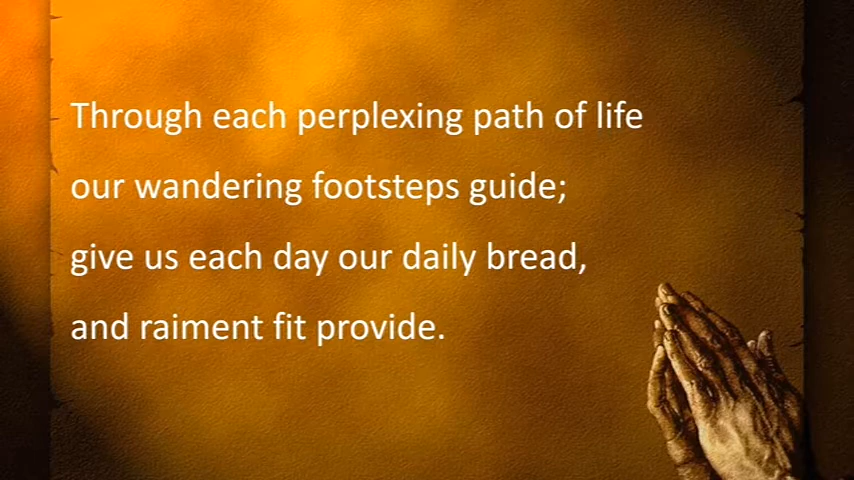 Through each perplexing path of life
our wandering footsteps guide;
give us each day our daily bread,
and raiment fit provide.